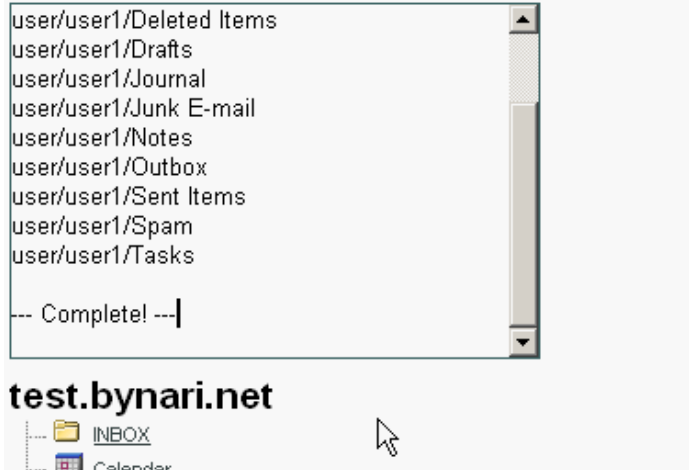 user/user1/Deleted Items
user/user1/Drafts
user/user1/Journal
user/user1/Junk E-mail
user/user1/Notes
user/user1/Outbox
user/user1/Sent Items
user/user1/Spam
user/user1/Tasks
--- Complete! ---
test.bynari.net
INBOX
Calendar